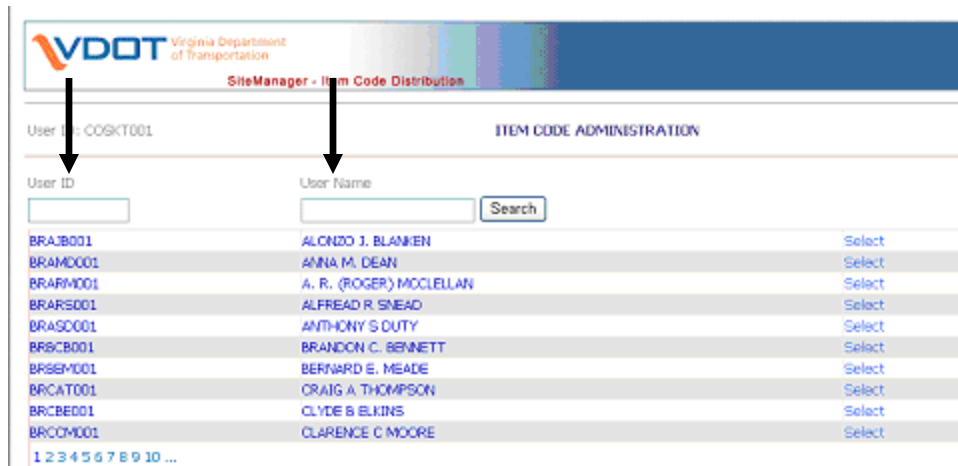 VDOT Virginia Department
of Transportation
SiteManager - Item Code Distribution
User ID: COSKT001 ITEM CODE ADMINISTRATION
User ID User Name
Search
BRAJB001 ALONZO J. BLANKEN Select
BRAMD001 ANNA M. DEAN Select
BRARM001 A. R. (ROGER) MCCLELLAN Select
BRARS001 ALFREAD R SNEAD Select
BRASD001 ANTHONY S DUTY Select
BRBCB001 BRANDON C. BENNETT Select
BRBEM001 BERNARD E. MEADE Select
BRCAT001 CRAIG A THOMPSON Select
BRCBE001 CLYDE B ELKINS Select
BRCCM001 CLARENCE C MOORE Select
1 2 3 4 5 6 7 8 9 10 ...